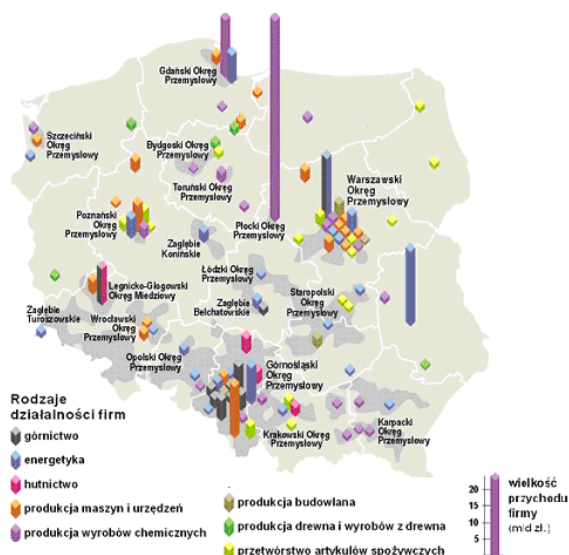 Gdański Okręg
Przemysłowy
Szczeciński
Okręg
Przemysłowy
Bydgoski Okręg
Przemysłowy
Toruński Okręg
Przemysłowy
Warszawski
Okręg
Przemysłowy
Poznański
Okręg
Przemysłowy
Płocki Okręg
Przemysłowy
Zagłębie
Konińskie
Łódzki Okręg
Przemysłowy
Legnicko-Głogowski
Okręg Miedziowy
Zagłębie
Turoszowskie
Wrocławski
Okręg
Przemysłowy
Zagłębie
Bełchatowskie
Staropolski
Okręg
Przemysłowy
Opolski Okręg
Przemysłowy
Górnośląski
Okręg
Przemysłowy
Krakowski Okręg
Przemysłowy
Karpacki
Okręg
Przemysłowy
Rodzaje
działalności firm
górnictwo
energetyka
hutnictwo
produkcja maszyn i urządzeń
produkcja wyrobów chemicznych
produkcja budowlana
produkcja drewna i wyrobów z drewna
przetwórstwo artykułów spożywczych
20
15
10
5
wielkość
przychodu
firmy
(mld zł.)